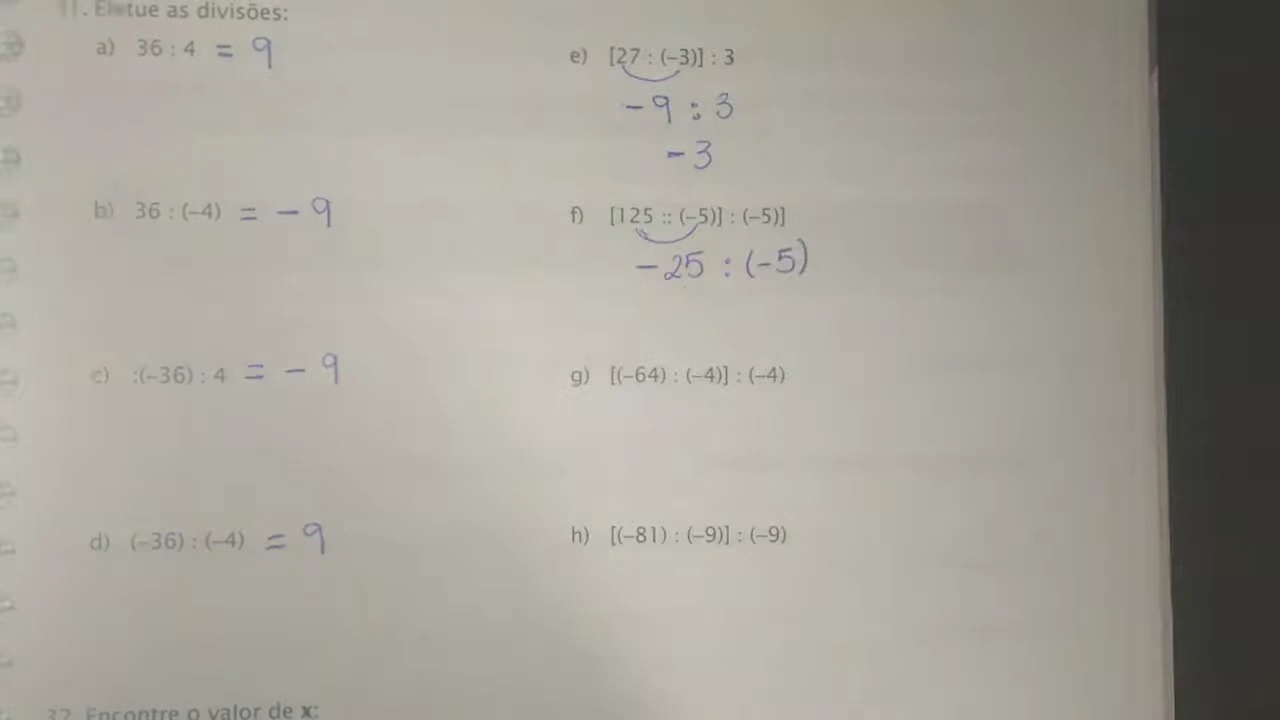 . Efetue as divisões:
a) 36 : 4 = 9
b) 36 : (–4) = – 9
c) :(–36) : 4 = – 9
d) (–36) : (–4) = 9
e) [27 : (–3)] : 3
– 9 : 3
– 3
f) [125 :: (–5)] : (–5)]
– 25 : (–5)
g) [(–64) : (–4)] : (–4)
h) [(–81) : (–9)] : (–9)
32. Encontre o valor de x: